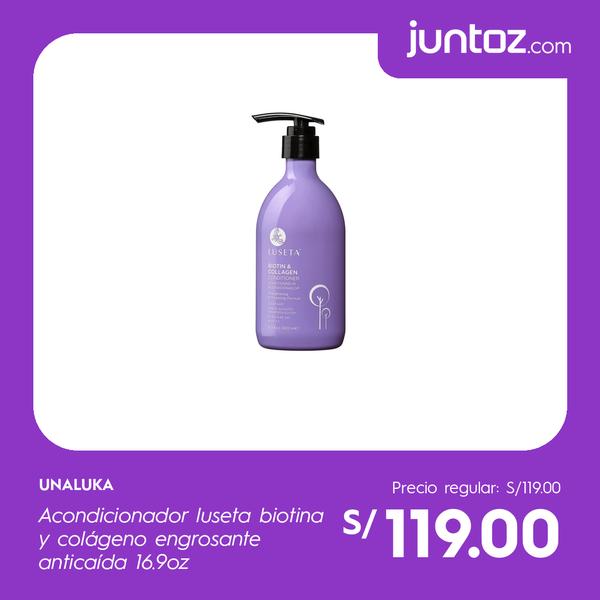 juntoz.com
LUSETA
BIOTIN &
COLLAGEN
CONDITIONER
UNALUKA
Acondicionador luseta biotina
y colágeno engrosante
anticaída 16.9oz
Precio regular: S/119.00
S/119.00